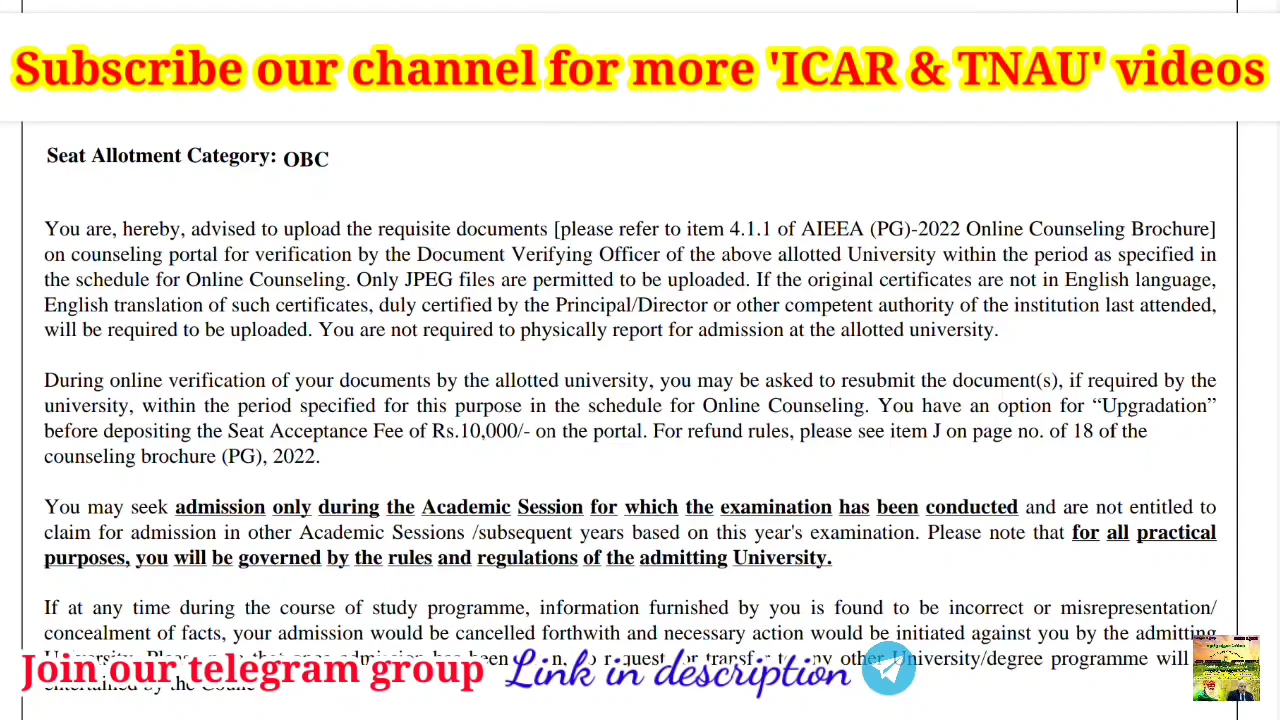 Subscribe our channel for more 'ICAR & TNAU' videos
Seat Allotment Category: OBC
You are, hereby, advised to upload the requisite documents [please refer to item 4.1.1 of AIEEA (PG)-2022 Online Counseling Brochure]
on counseling portal for verification by the Document Verifying Officer of the above allotted University within the period as specified in
the schedule for Online Counseling. Only JPEG files are permitted to be uploaded. If the original certificates are not in English language,
English translation of such certificates, duly certified by the Principal/Director or other competent authority of the institution last attended,
will be required to be uploaded. You are not required to physically report for admission at the allotted university.
During online verification of your documents by the allotted university, you may be asked to resubmit the document(s), if required by the
university, within the period specified for this purpose in the schedule for Online Counseling. You have an option for “Upgradation”
before depositing the Seat Acceptance Fee of Rs.10,000/- on the portal. For refund rules, please see item J on page no. of 18 of the
counseling brochure (PG), 2022.
You may seek admission only during the Academic Session for which the examination has been conducted and are not entitled to
claim for admission in other Academic Sessions /subsequent years based on this year's examination. Please note that for all practical
purposes, you will be governed by the rules and regulations of the admitting University.
If at any time during the course of study programme, information furnished by you is found to be incorrect or misrepresentation/
concealment of facts, your admission would be cancelled forthwith and necessary action would be initiated against you by the admitting
other University/degree programme will
Join our telegram group Link in description